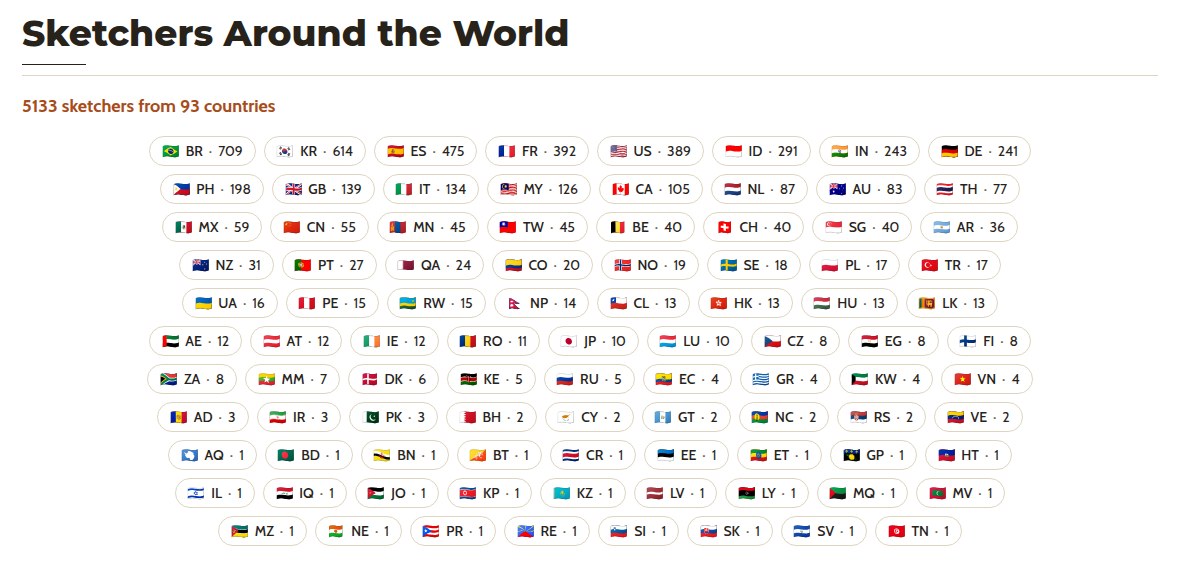 Sketchers Around the World
5133 sketchers from 93 countries
BR · 709 KR · 614 ES · 475 FR · 392 US · 389 ID · 291 IN · 243 DE · 241
PH · 198 GB · 139 IT · 134 MY · 126 CA · 105 NL · 87 AU · 83 TH · 77
MX · 59 CN · 55 MN · 45 TW · 45 BE · 40 CH · 40 SG · 40 AR · 36
NZ · 31 PT · 27 QA · 24 CO · 20 NO · 19 SE · 18 PL · 17 TR · 17
UA · 16 PE · 15 RW · 15 NP · 14 CL · 13 HK · 13 HU · 13 LK · 13
AE · 12 AT · 12 IE · 12 RO · 11 JP · 10 LU · 10 CZ · 8 EG · 8 FI · 8
ZA · 8 MM · 7 DK · 6 KE · 5 RU · 5 EC · 4 GR · 4 KW · 4 VN · 4
AD · 3 IR · 3 PK · 3 BH · 2 CY · 2 GT · 2 NC · 2 RS · 2 VE · 2
AQ · 1 BD · 1 BN · 1 BT · 1 CR · 1 EE · 1 ET · 1 GP · 1 HT · 1
IL · 1 IQ · 1 JO · 1 KP · 1 KZ · 1 LV · 1 LY · 1 MQ · 1 MV · 1
MZ · 1 NE · 1 PR · 1 RE · 1 SI · 1 SK · 1 SV · 1 TN · 1